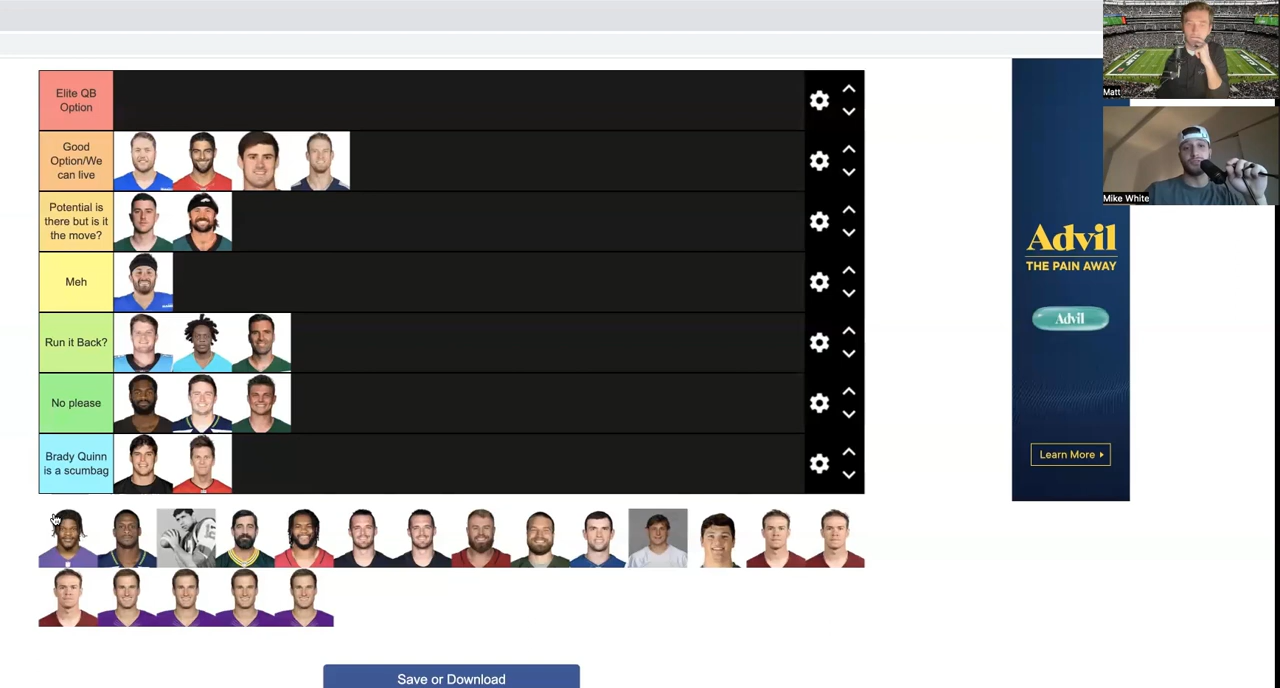 Elite QB
Option
Good
Option/We
can live
Potential is
there but is it
the move?
Meh
Run it Back?
No please
Brady Quinn
is a scumbag
Save or Download
Matt
Mike White
Advil
THE PAIN AWAY
Advil
Learn More